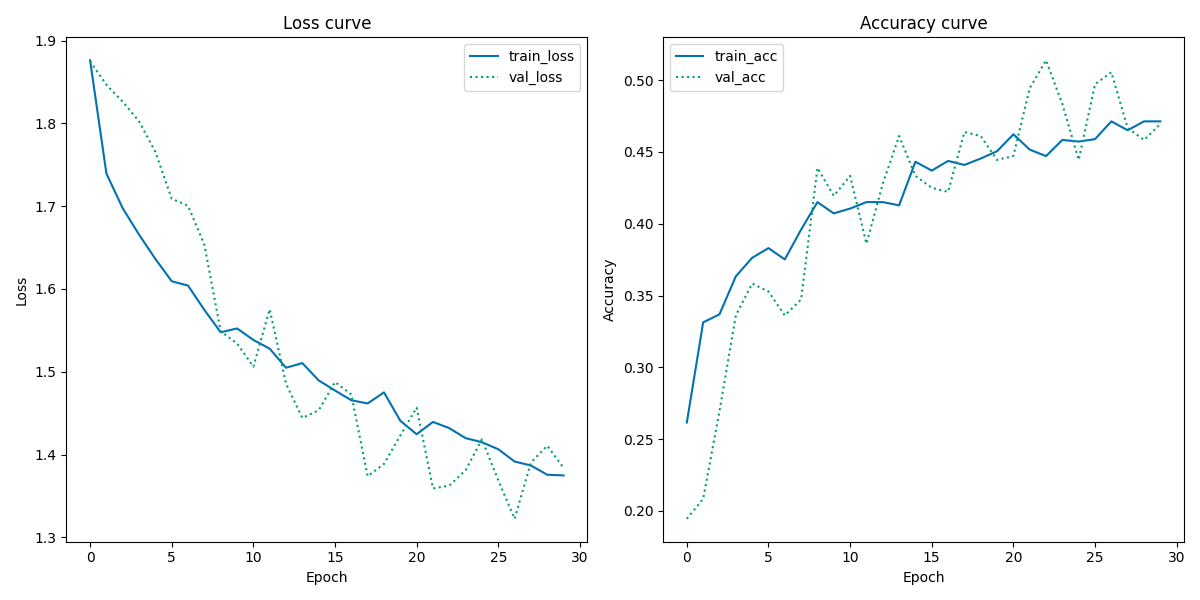 Loss curve
1.9
1.8
1.7
1.6
1.5
1.4
1.3
Loss
train_loss
val_loss
0 5 10 15 20 25 30
Epoch
Accuracy curve
train_acc
val_acc
0.50
0.45
0.40
0.35
0.30
0.25
0.20
Accuracy
0 5 10 15 20 25 30
Epoch